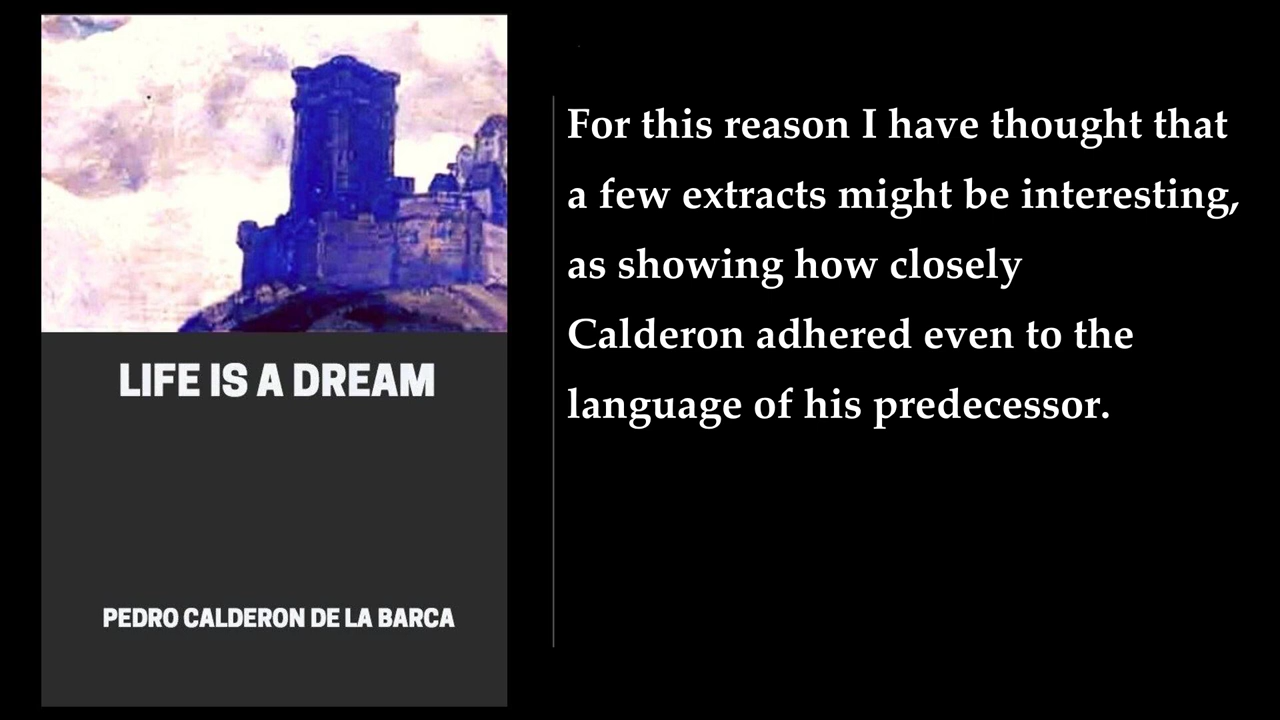 LIFE IS A DREAM
PEDRO CALDERON DE LA BARCA
For this reason I have thought that
a few extracts might be interesting,
as showing how closely
Calderon adhered even to the
language of his predecessor.